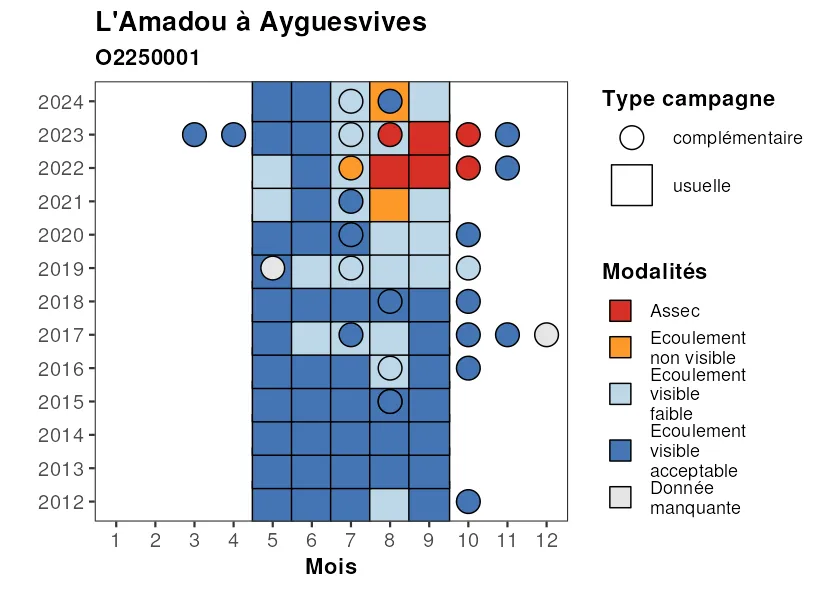 L'Amadou à Ayguesvives
O2250001
2024
2023
2022
2021
2020
2019
2018
2017
2016
2015
2014
2013
2012
1 2 3 4 5 6 7 8 9 10 11 12
Mois
Type campagne
complémentaire
usuelle
Modalités
Assec
Ecoulement
non visible
Ecoulement
visible
faible
Ecoulement
visible
acceptable
Donnée
manquante